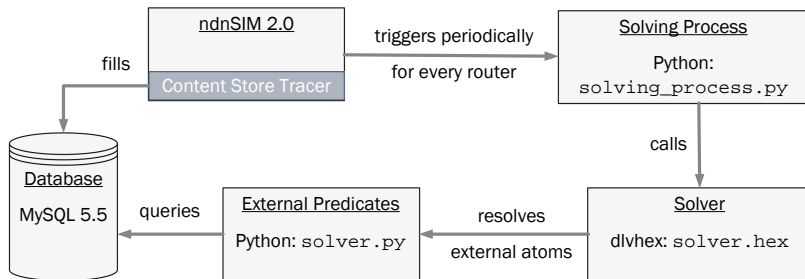 ndnSIM 2.0
Content Store Tracer
triggers periodically
for every router
Solving Process
Python:
solving_process.py
fills
calls
Database
MySQL 5.5
queries
External Predicates
Python: solver.py
resolves
external atoms
Solver
dlvhex: solver.hex